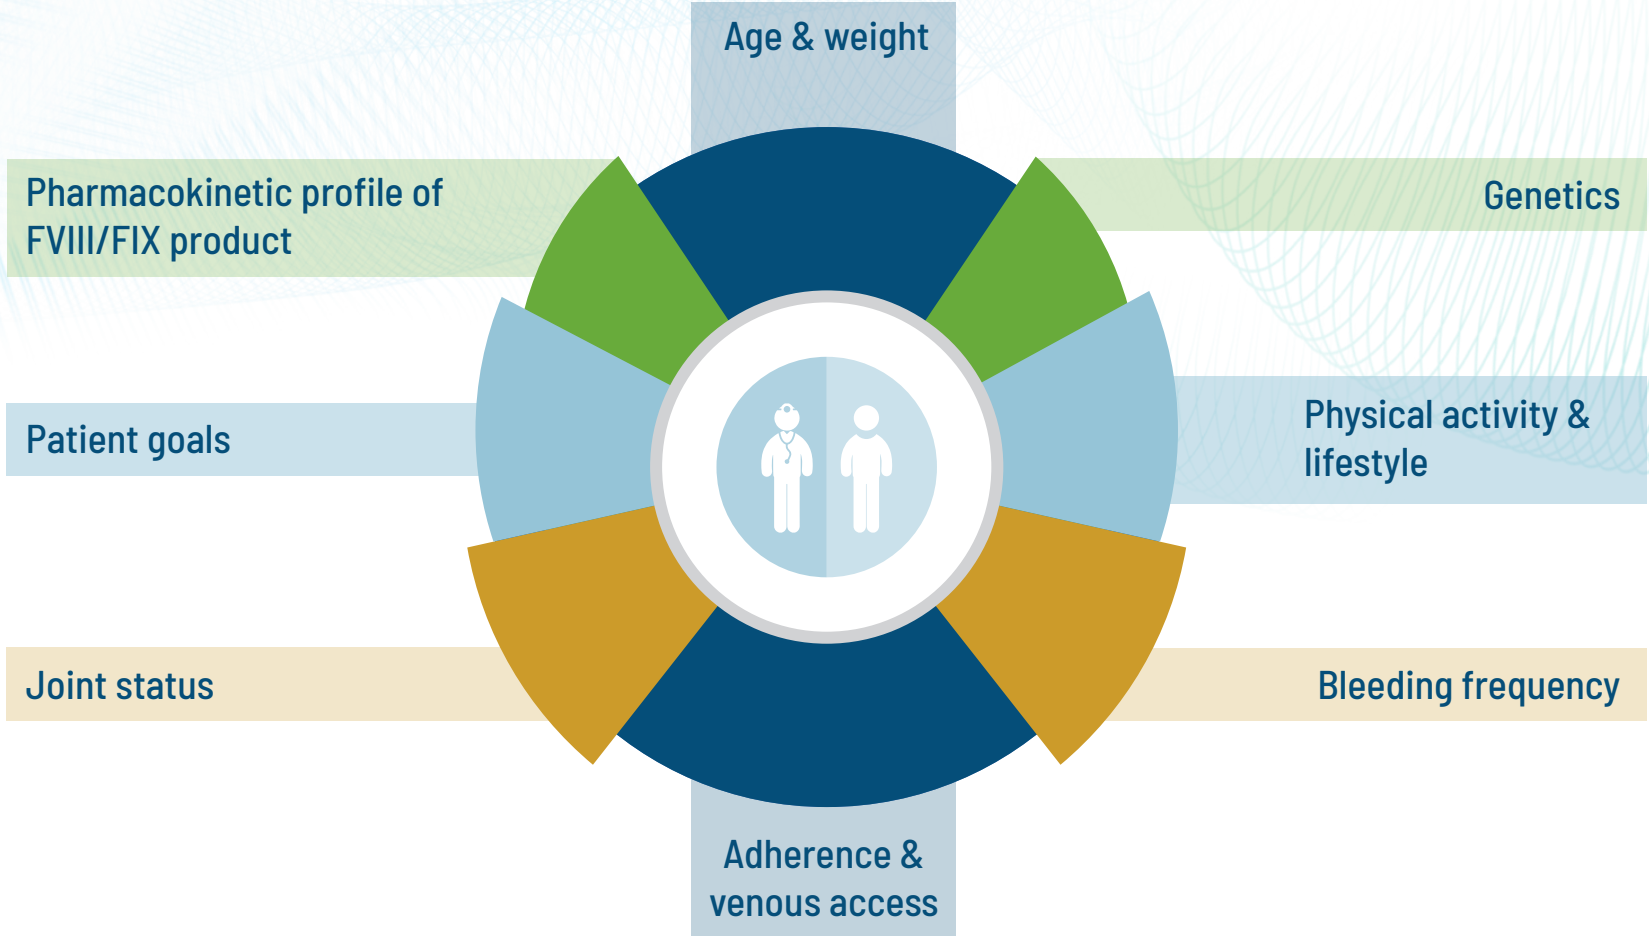 Age & weight
Pharmacokinetic profile of
FVIII/FIX product
Genetics
Patient goals
Physical activity &
lifestyle
Joint status
Bleeding frequency
Adherence &
venous access